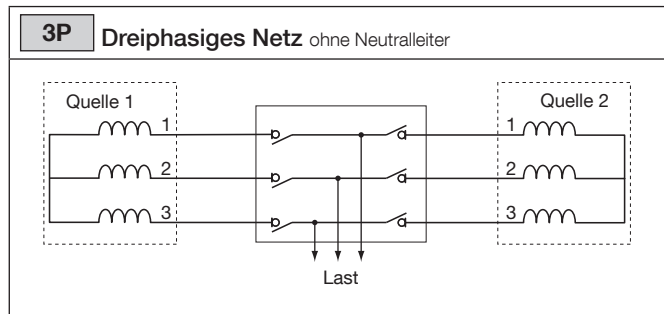 3P Dreiphasiges Netz ohne Neutralleiter
Quelle 1 Quelle 2
1 1
2 2
3 3
Last